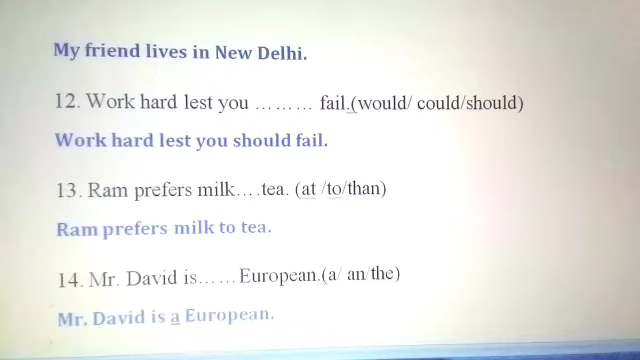 My friend lives in New Delhi.
12. Work hard lest you ......... fail.(would/ could/should)
Work hard lest you should fail.
13. Ram prefers milk....tea. (at /to/than)
Ram prefers milk to tea.
14. Mr. David is...... European.(a/ an/the)
Mr. David is a European.